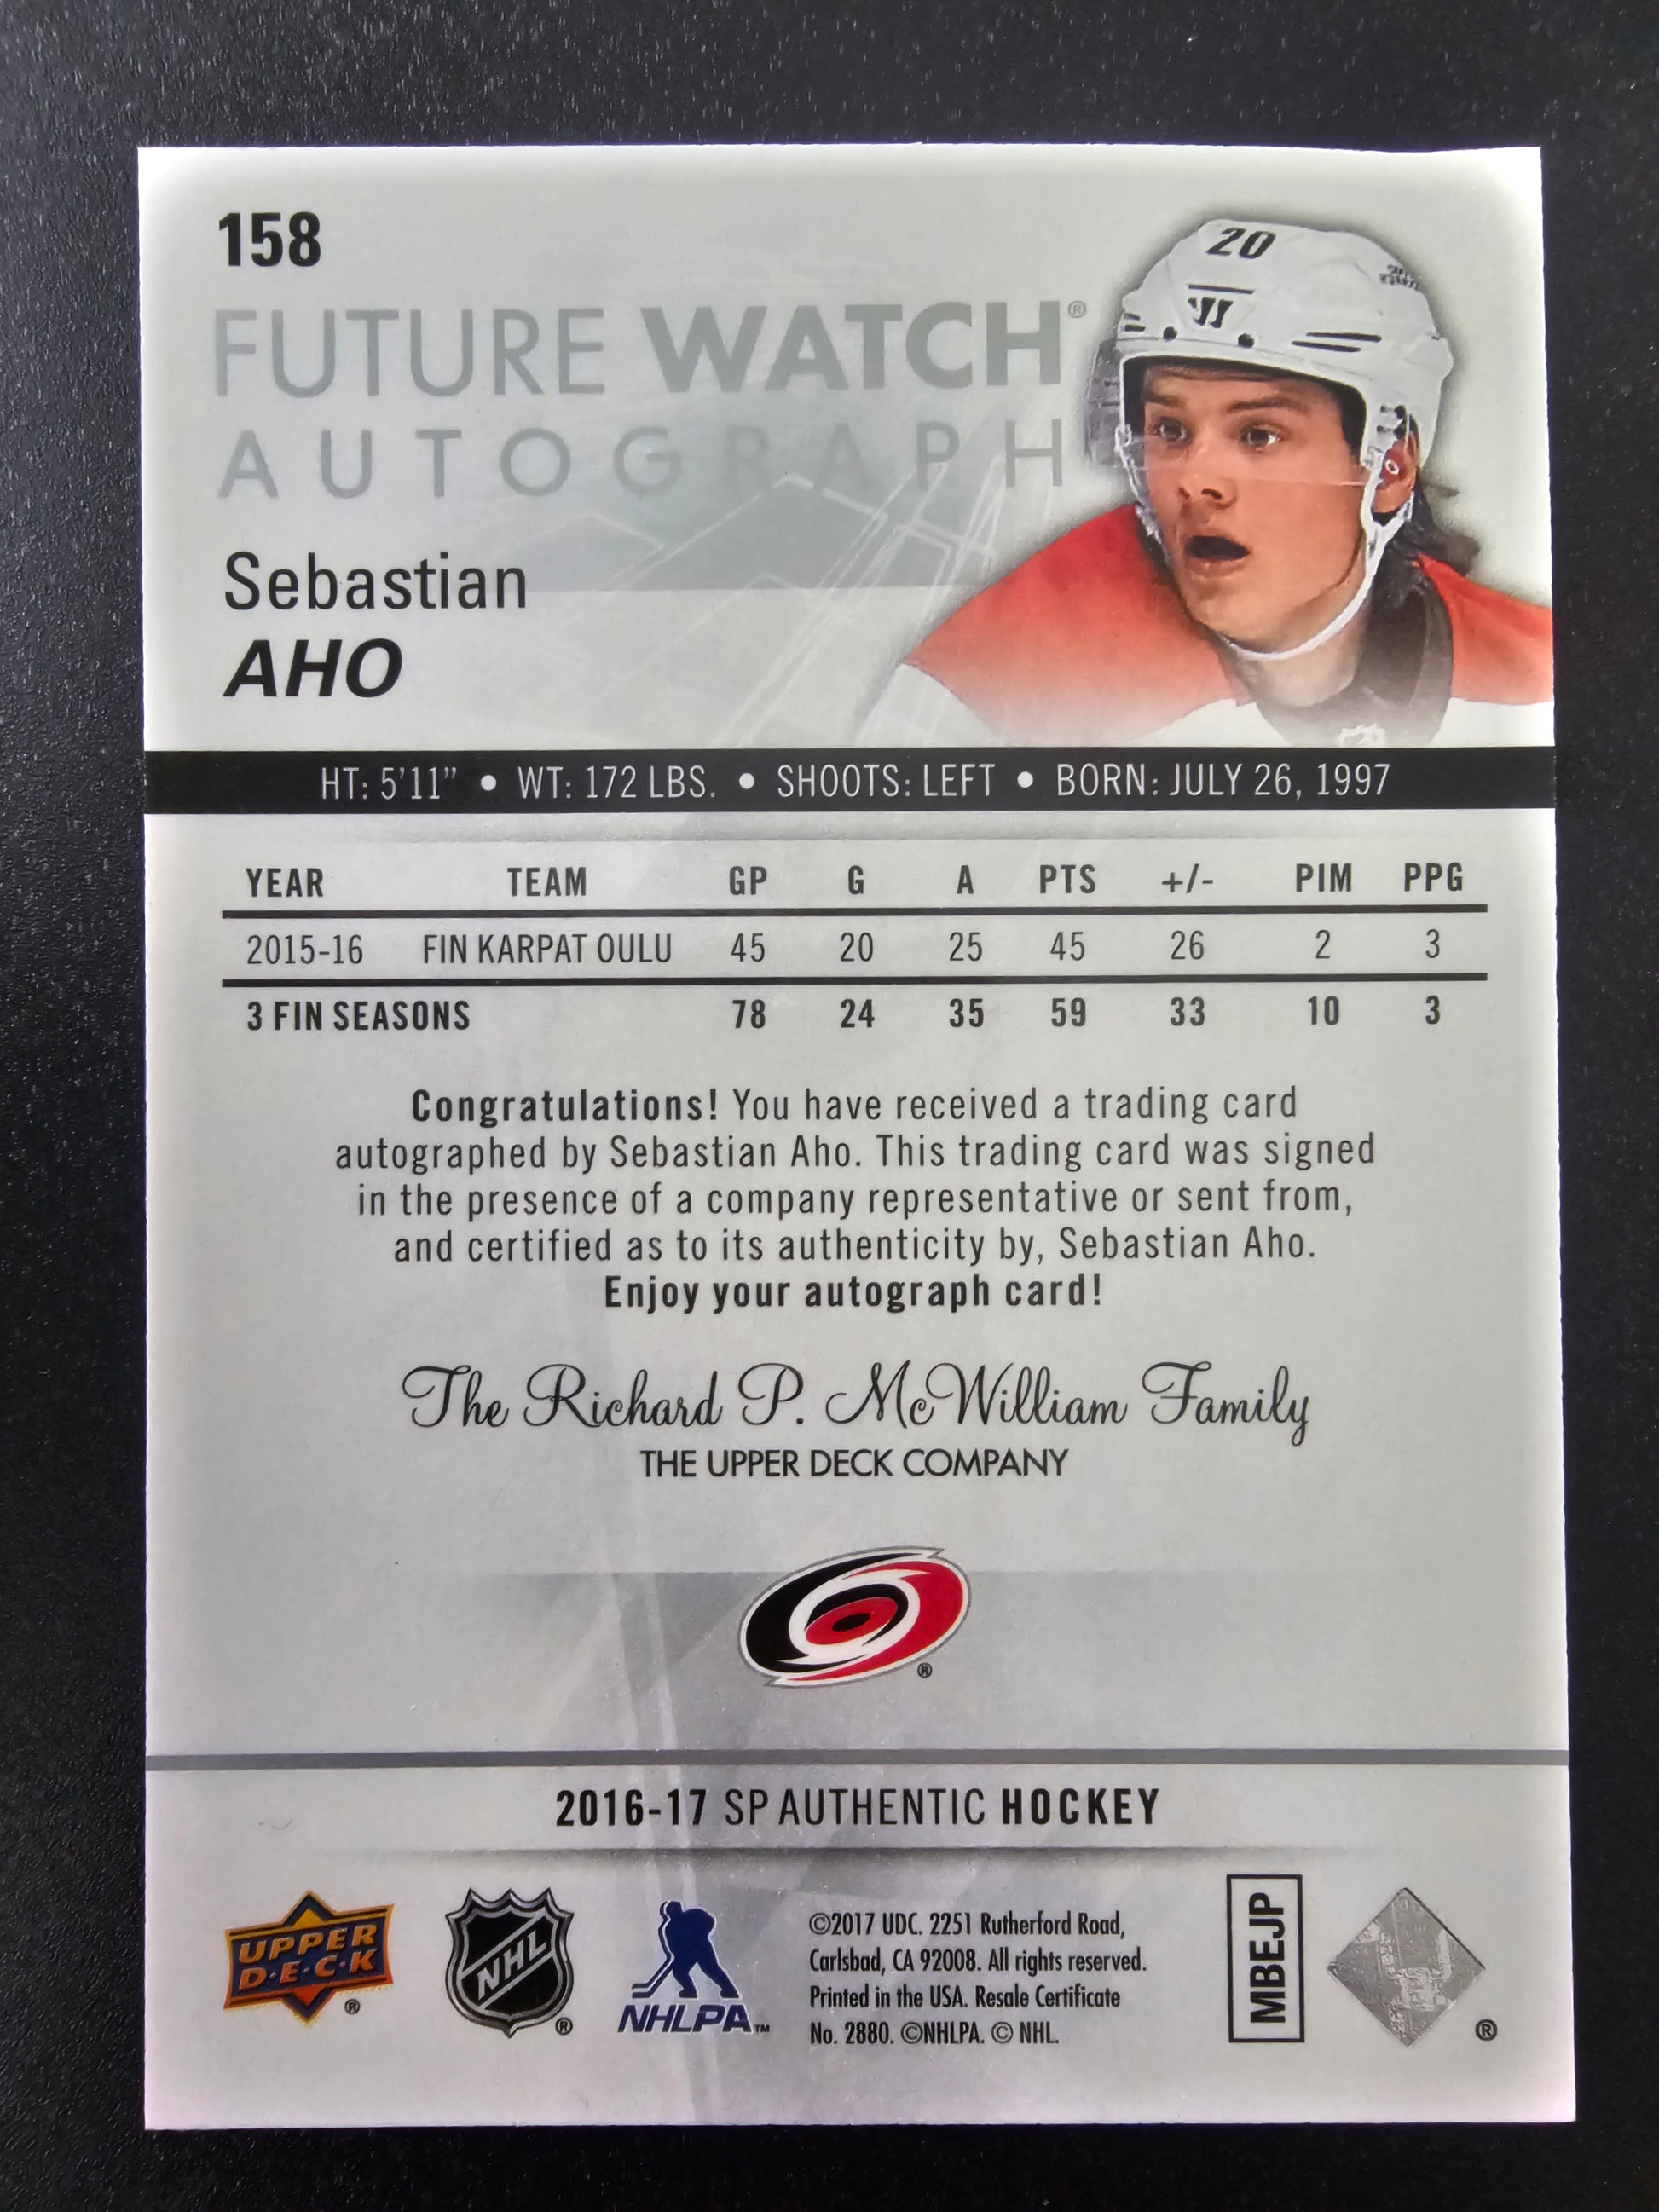 158
20
FUTURE WATCH®
AUTOGRAPH
Sebastian
AHO
HT: 5'11" • WT: 172 LBS. • SHOOTS: LEFT • BORN: JULY 26, 1997
YEAR TEAM GP G A PTS +/- PIM PPG
2015-16 FIN KARPAT OULU 45 20 25 45 26 2 3
3 FIN SEASONS 78 24 35 59 33 10 3
Congratulations! You have received a trading card
autographed by Sebastian Aho. This trading card was signed
in the presence of a company representative or sent from,
and certified as to its authenticity by, Sebastian Aho.
Enjoy your autograph card!
The Richard P. McWilliam Family
THE UPPER DECK COMPANY
®
2016-17 SP AUTHENTIC HOCKEY
UPPER
D·E·C·K
®
NHL
®
NHLPA™
©2017 UDC. 2251 Rutherford Road,
Carlsbad, CA 92008. All rights reserved.
Printed in the USA. Resale Certificate
No. 2880. ©NHLPA. © NHL.
MBEJP
®